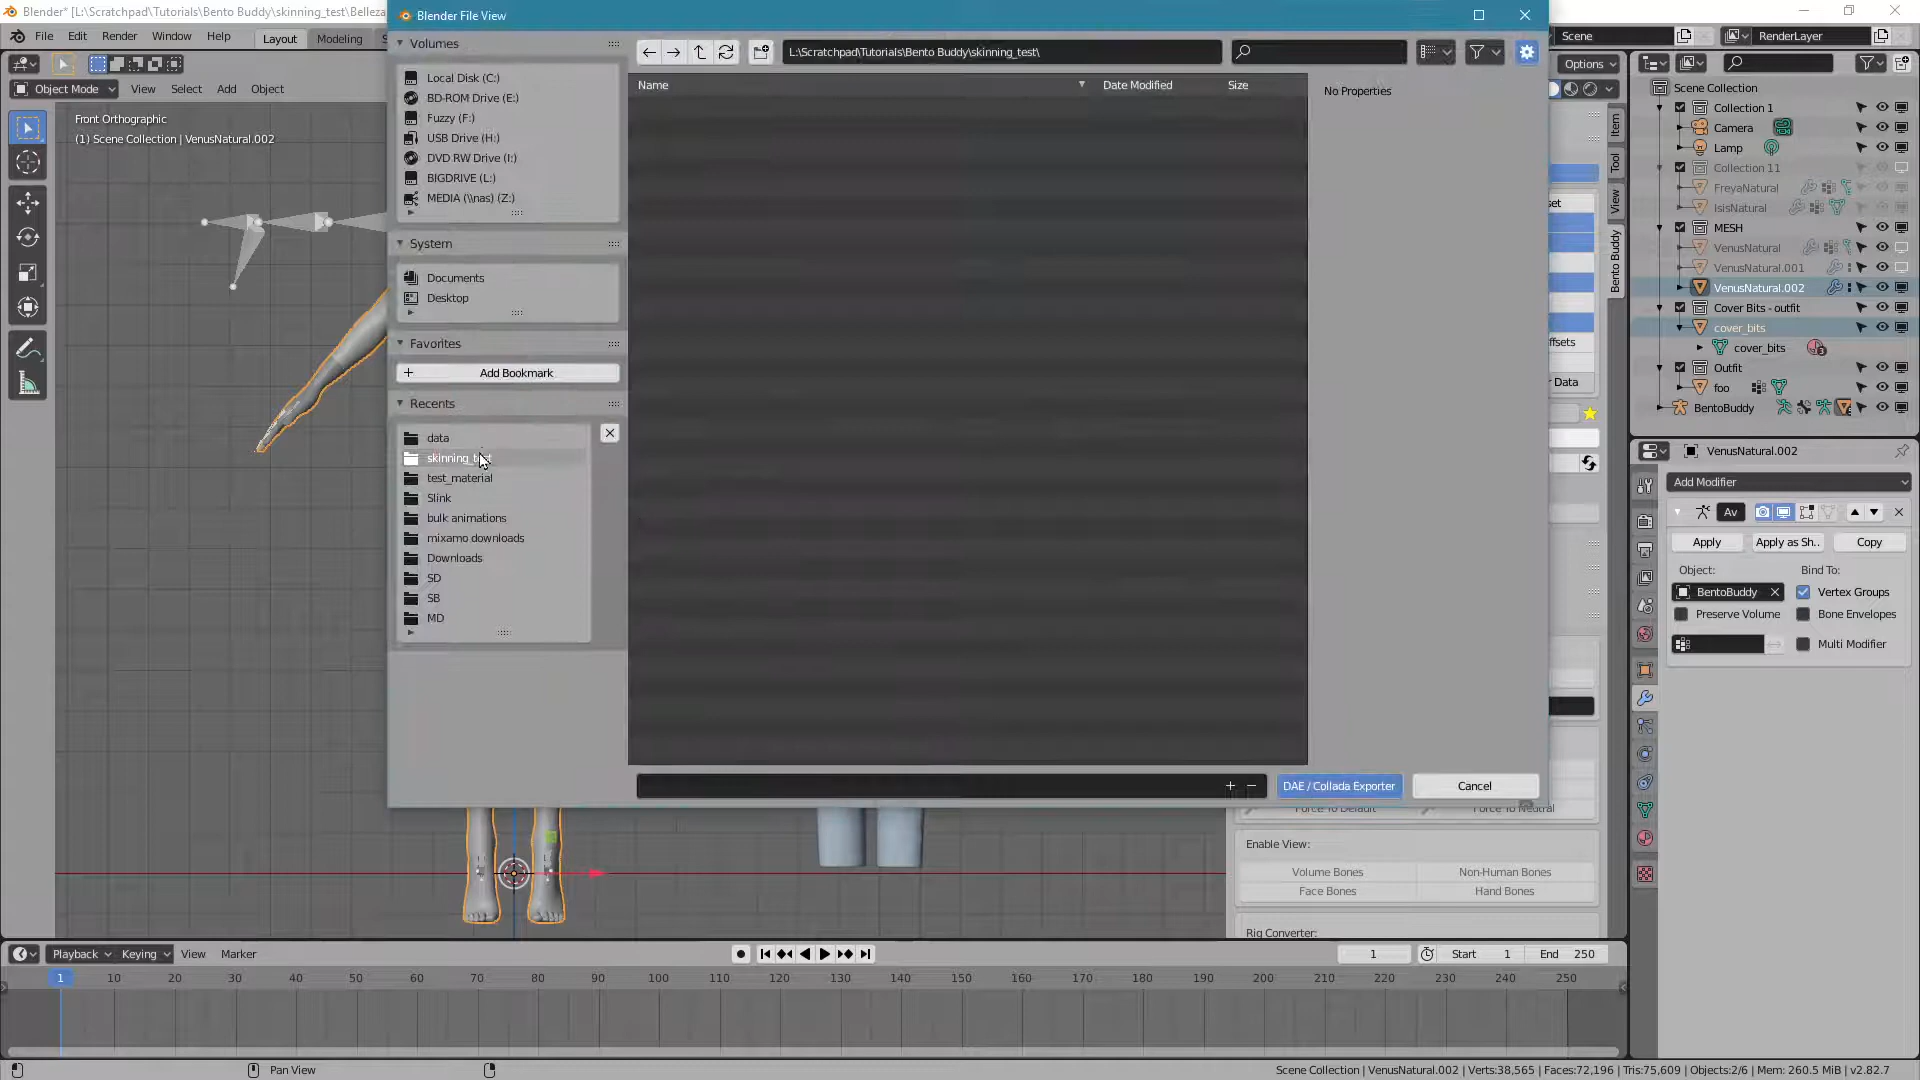 Blender* [L:\Scratchpad\Tutorials\Bento Buddy\skinning_test\Belleza
Blender File View
File Edit Render Window Help Layout Modeling
Scene
RenderLayer
Object Mode View Select Add Object
Options
Front Orthographic
(1) Scene Collection | VenusNatural.002
Volumes
Local Disk (C:)
BD-ROM Drive (E:)
Fuzzy (F:)
USB Drive (H:)
DVD RW Drive (I:)
BIGDRIVE (L:)
MEDIA (\\nas) (Z:)
System
Documents
Desktop
Favorites
Add Bookmark
Recents
data
skinning_test
test_material
Slink
bulk animations
mixamo downloads
Downloads
SD
SB
MD
L:\Scratchpad\Tutorials\Bento Buddy\skinning_test\
Name Date Modified Size
No Properties
DAE / Collada Exporter
Cancel
Item
Tool
View
Bento Buddy
Enable View:
Volume Bones Non-Human Bones
Face Bones Hand Bones
Rig Converter:
Scene Collection
Collection 1
Camera
Lamp
Collection 11
FreyaNatural
IsisNatural
MESH
VenusNatural
VenusNatural.001
VenusNatural.002
Cover Bits - outfit
cover_bits
cover_bits
Outfit
foo
BentoBuddy
VenusNatural.002
Add Modifier
Av
Apply Apply as Sh.. Copy
Object: Bind To:
BentoBuddy Vertex Groups
Preserve Volume Bone Envelopes
Multi Modifier
Playback Keying View Marker
1 Start 1 End 250
1 10 20 30 40 50 60 70 80 90 100 110 120 130 140 150 160 170 180 190 200 210 220 230 240 250
Pan View
Scene Collection | VenusNatural.002 | Verts:38,565 | Faces:72,196 | Tris:75,609 | Objects:2/6 | Mem: 260.5 MiB | v2.82.7